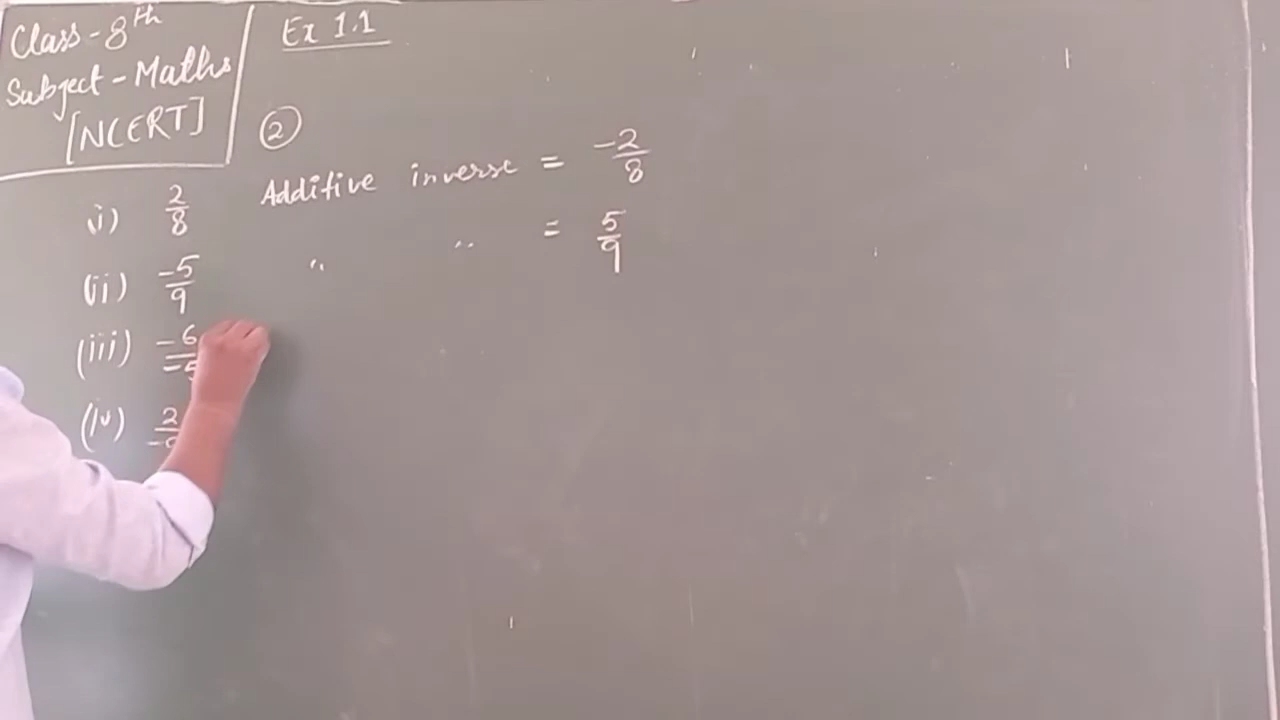 Class - 8th
Subject - Maths
[NCERT]
Ex 1.1
②
(i) 2/8 Additive inverse = -2/8
(ii) -5/9 " " = 5/9
(iii) -6/-5
(iv) 2/-9